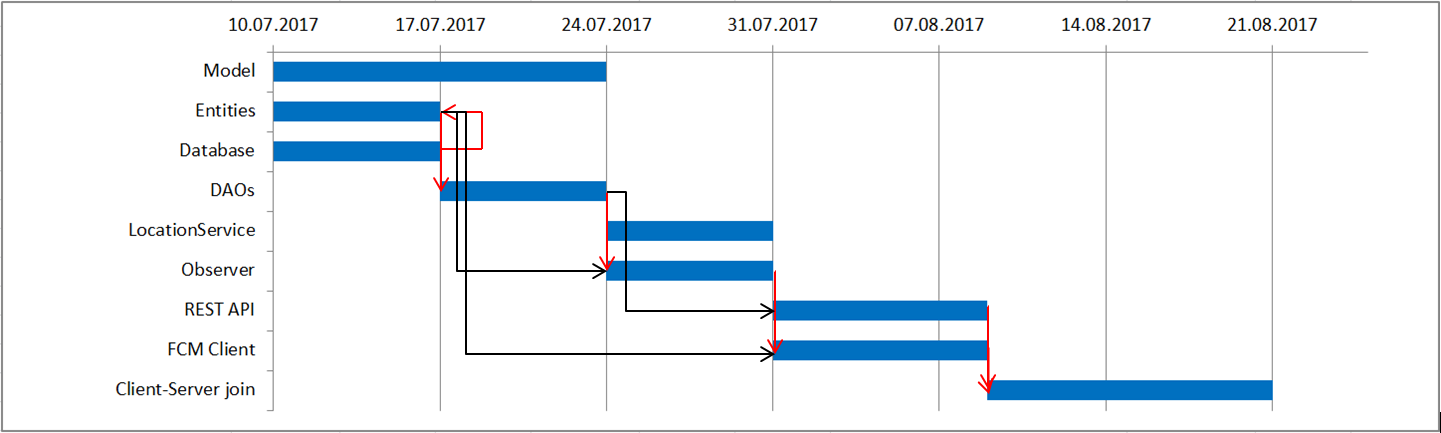 10.07.2017 17.07.2017 24.07.2017 31.07.2017 07.08.2017 14.08.2017 21.08.2017
Model
Entities
Database
DAOs
LocationService
Observer
REST API
FCM Client
Client-Server join